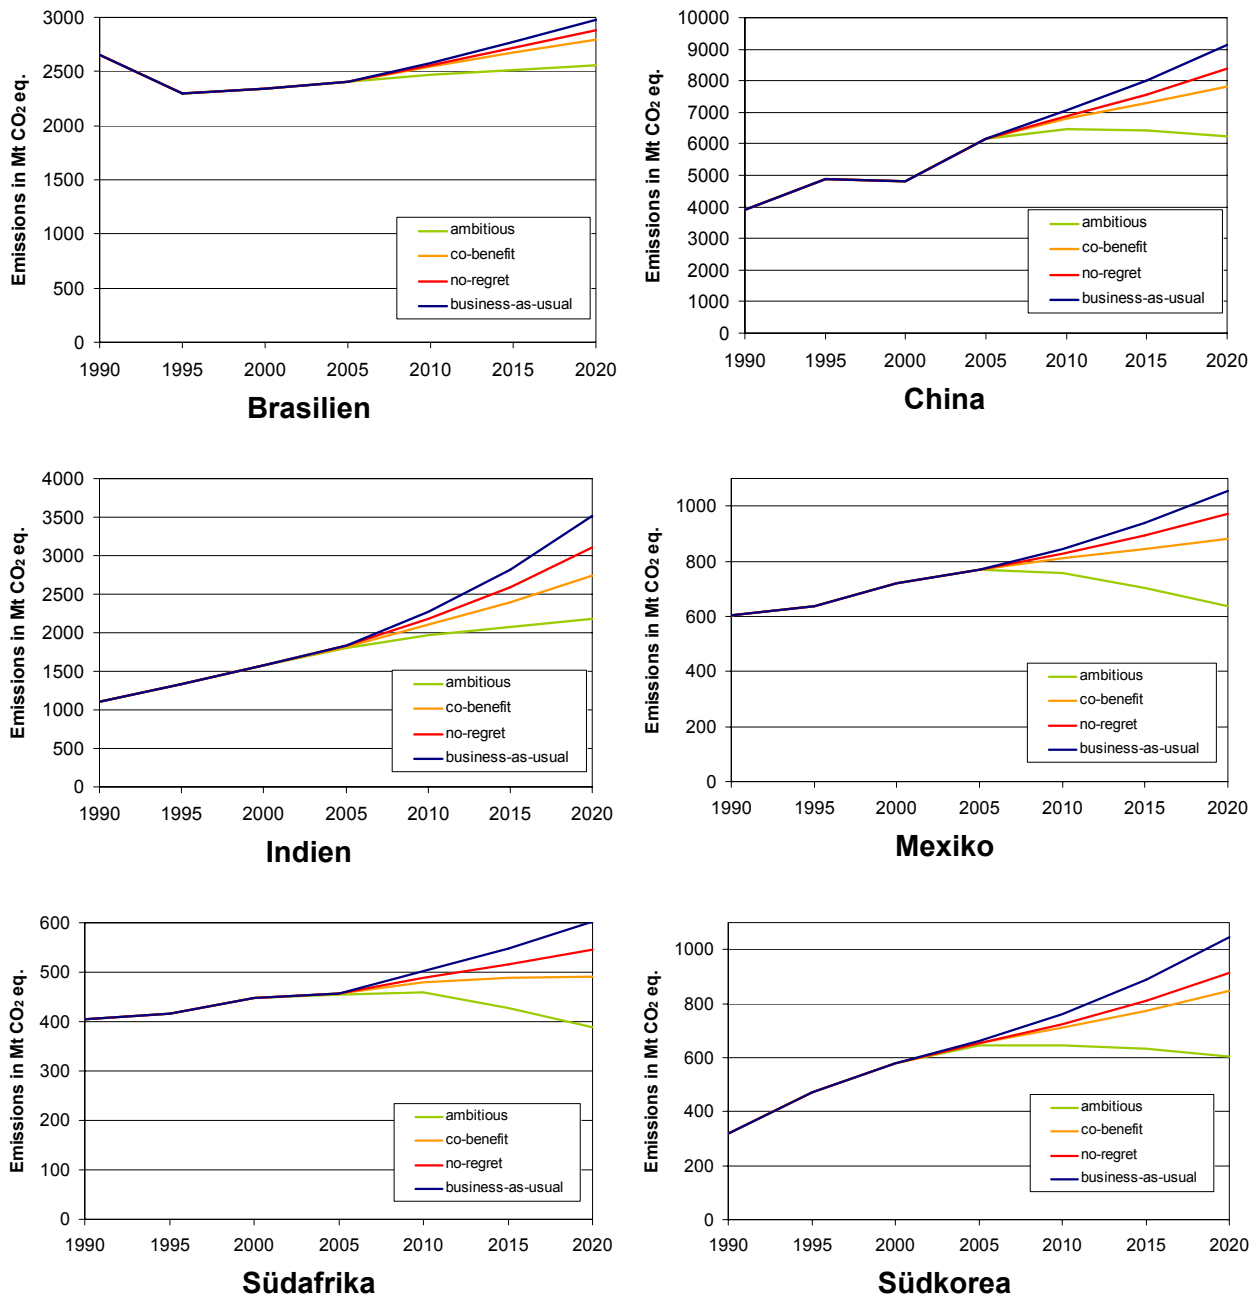 3000
2500
2000
1500
1000
500
0
Emissions in Mt CO2 eq.
ambitious
co-benefit
no-regret
business-as-usual
1990 1995 2000 2005 2010 2015 2020
Brasilien
10000
9000
8000
7000
6000
5000
4000
3000
2000
1000
0
Emissions in Mt CO2 eq.
ambitious
co-benefit
no-regret
business-as-usual
1990 1995 2000 2005 2010 2015 2020
China
4000
3500
3000
2500
2000
1500
1000
500
0
Emissions in Mt CO2 eq.
ambitious
co-benefit
no-regret
business-as-usual
1990 1995 2000 2005 2010 2015 2020
Indien
1000
800
600
400
200
0
Emissions in Mt CO2 eq.
ambitious
co-benefit
no-regret
business-as-usual
1990 1995 2000 2005 2010 2015 2020
Mexiko
600
500
400
300
200
100
0
Emissions in Mt CO2 eq.
ambitious
co-benefit
no-regret
business-as-usual
1990 1995 2000 2005 2010 2015 2020
Südafrika
1000
800
600
400
200
0
Emissions in Mt CO2 eq.
ambitious
co-benefit
no-regret
business-as-usual
1990 1995 2000 2005 2010 2015 2020
Südkorea